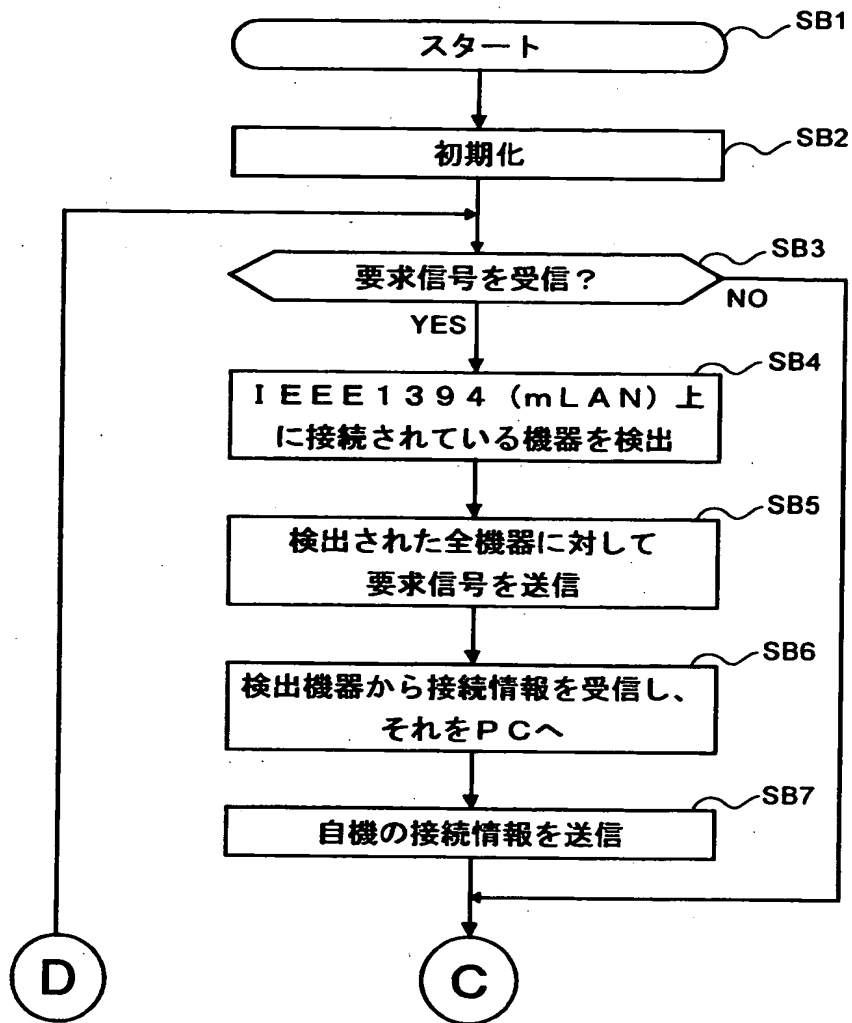 SB1
スタート
SB2
初期化
SB3
要求信号を受信?
NO
YES
SB4
IEEE1394(mLAN)上
に接続されている機器を検出
SB5
検出された全機器に対して
要求信号を送信
SB6
検出機器から接続情報を受信し、
それをPCへ
SB7
自機の接続情報を送信
D
C